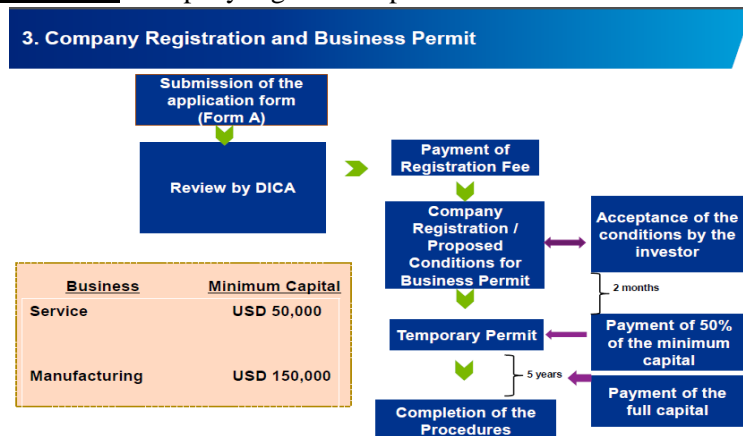 3. Company Registration and Business Permit
Submission of the
application form
(Form A)
Review by DICA
Payment of
Registration Fee
Company
Registration /
Proposed
Conditions for
Business Permit
Acceptance of the
conditions by the
investor
2 months
Temporary Permit
Payment of 50%
of the minimum
capital
5 years
Payment of the
full capital
Completion of the
Procedures
Business Minimum Capital
Service USD 50,000
Manufacturing USD 150,000